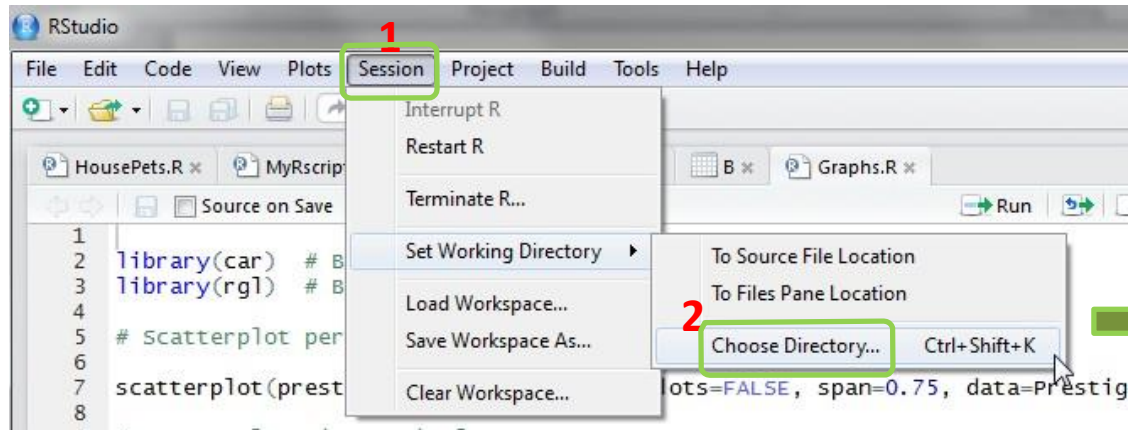 RStudio
1
File Edit Code View Plots Session Project Build Tools Help
Interrupt R
Restart R
HousePets.R MyRscrip B Graphs.R
Terminate R...
Source on Save Run
Set Working Directory
To Source File Location
To Files Pane Location
Load Workspace...
2
Save Workspace As...
Choose Directory... Ctrl+Shift+K
Clear Workspace...
1
2 library(car) # B
3 library(rgl) # B
4
5 # Scatterplot per
6
7 scatterplot(prest ots=FALSE, span=0.75, data=Prestig
8